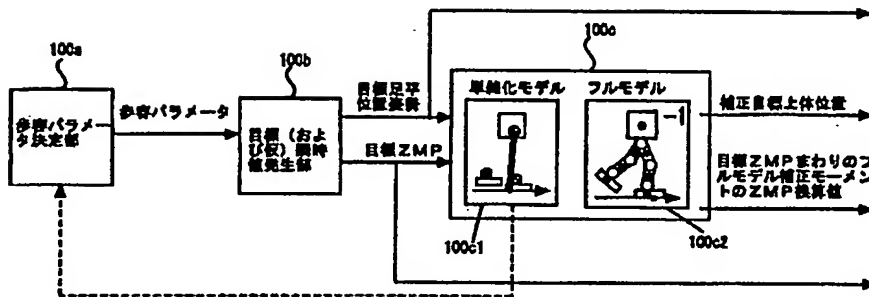 100a
歩容パラメー
タ決定部
歩容パラメータ
100b
目標(およ
び仮)瞬時
値発生部
目標足平
位置姿勢
目標ZMP
100c
単純化モデル
フルモデル
-1
100c1
100c2
補正目標上体位置
目標ZMPまわりのフ
ルモデル補正モーメン
トのZMP換算値